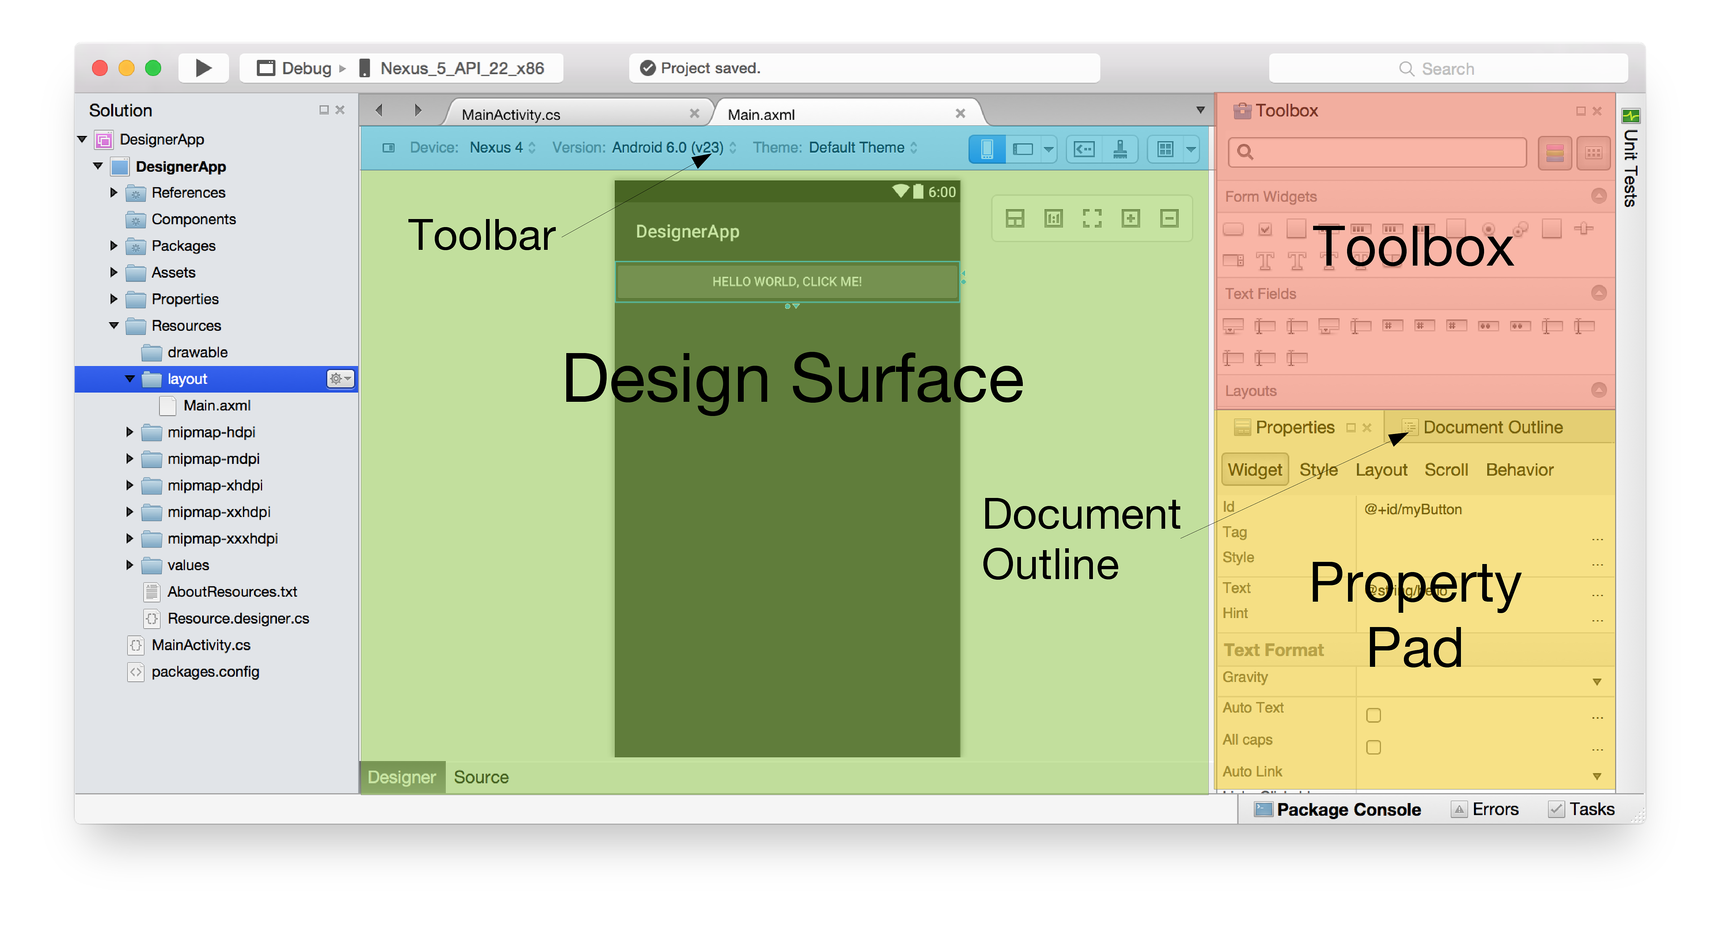 Debug
Nexus_5_API_22_x86
Project saved.
Search
Solution
MainActivity.cs
Main.axml
Toolbox
Unit Tests
DesignerApp
DesignerApp
References
Components
Packages
Assets
Properties
Resources
drawable
layout
Main.axml
mipmap-hdpi
mipmap-mdpi
mipmap-xhdpi
mipmap-xxhdpi
mipmap-xxxhdpi
values
AboutResources.txt
Resource.designer.cs
MainActivity.cs
packages.config
Device: Nexus 4 Version: Android 6.0 (v23) Theme: Default Theme
6:00
Toolbar
DesignerApp
HELLO WORLD, CLICK ME!
Design Surface
Document
Outline
Designer Source
Form Widgets
Toolbox
Text Fields
Layouts
Properties Document Outline
Widget Style Layout Scroll Behavior
Id @+id/myButton
Tag ...
Style ...
Text @string/hello ...
Hint ...
Property
Pad
Text Format
Gravity
Auto Text ...
All caps ...
Auto Link
Package Console Errors Tasks